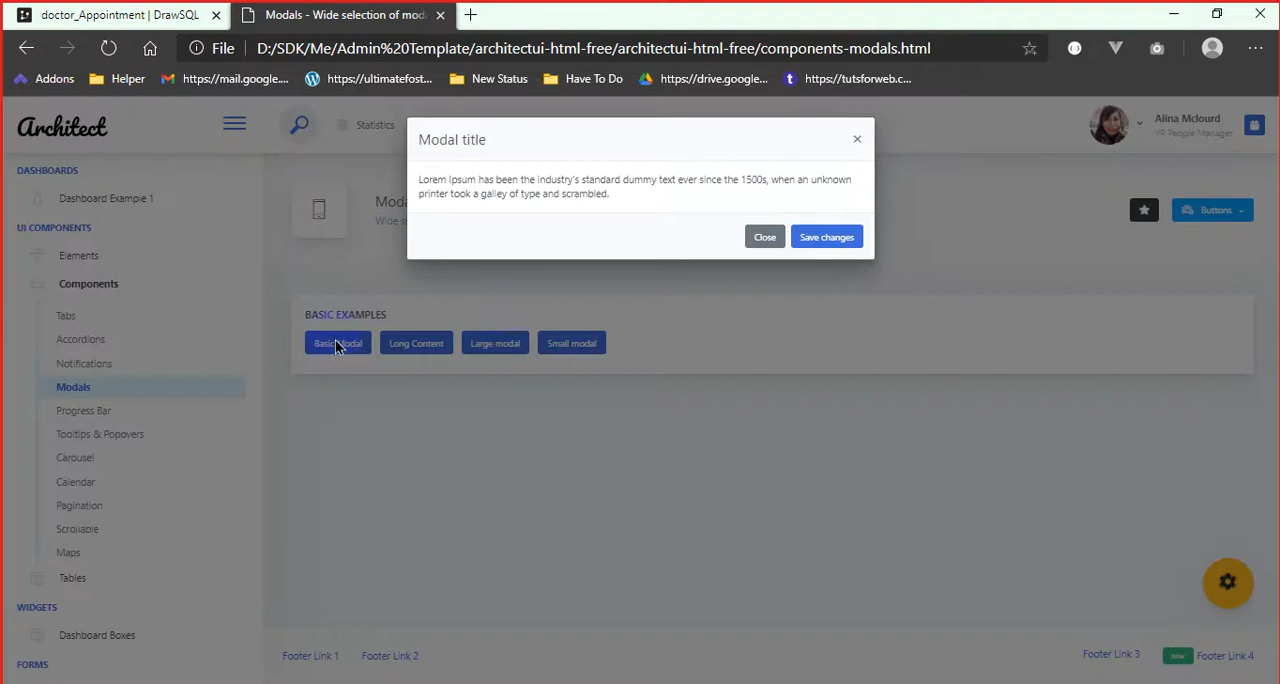 doctor_Appointment | DrawSQL
Modals - Wide selection of mod
File D:/SDK/Me/Admin%20Template/architectui-html-free/architectui-html-free/components-modals.html
Addons Helper https://mail.google... https://ultimatefost... New Status Have To Do https://drive.google... https://tutsforweb.c...
Architect
Statistics
Alina Mclourd
VP People Manager
Modal title
Lorem Ipsum has been the industry's standard dummy text ever since the 1500s, when an unknown
printer took a galley of type and scrambled.
Close Save changes
Moda
Wide s
Buttons
DASHBOARDS
Dashboard Example 1
UI COMPONENTS
Elements
Components
Tabs
Accordions
Notifications
Modals
Progress Bar
Tooltips & Popovers
Carousel
Calendar
Pagination
Scrollable
Maps
Tables
WIDGETS
Dashboard Boxes
FORMS
BASIC EXAMPLES
Basic Modal Long Content Large modal Small modal
Footer Link 1 Footer Link 2 Footer Link 3 NEW Footer Link 4